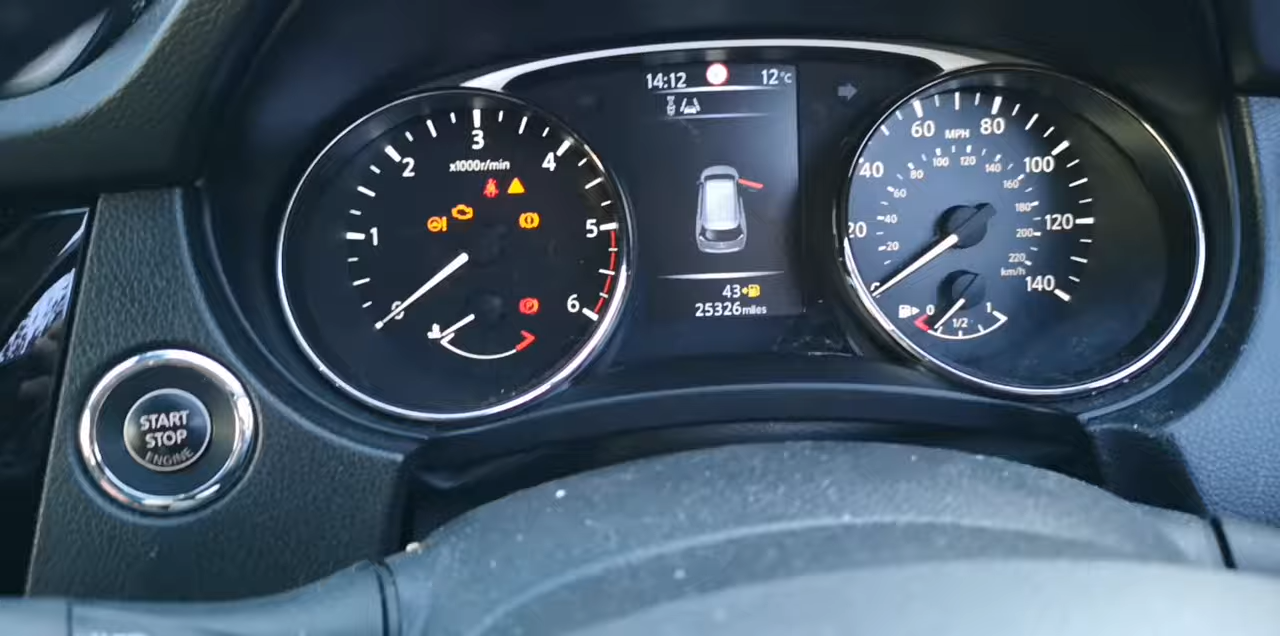 14:12 12°C
3
2 4
x1000r/min
1 5
0 6
P
43
25326miles
60 MPH 80
40 100
100 120
80 140
60 160
20 40 180 120
20 200
220
km/h
0 140
0 1/2 1
START
STOP
ENGINE